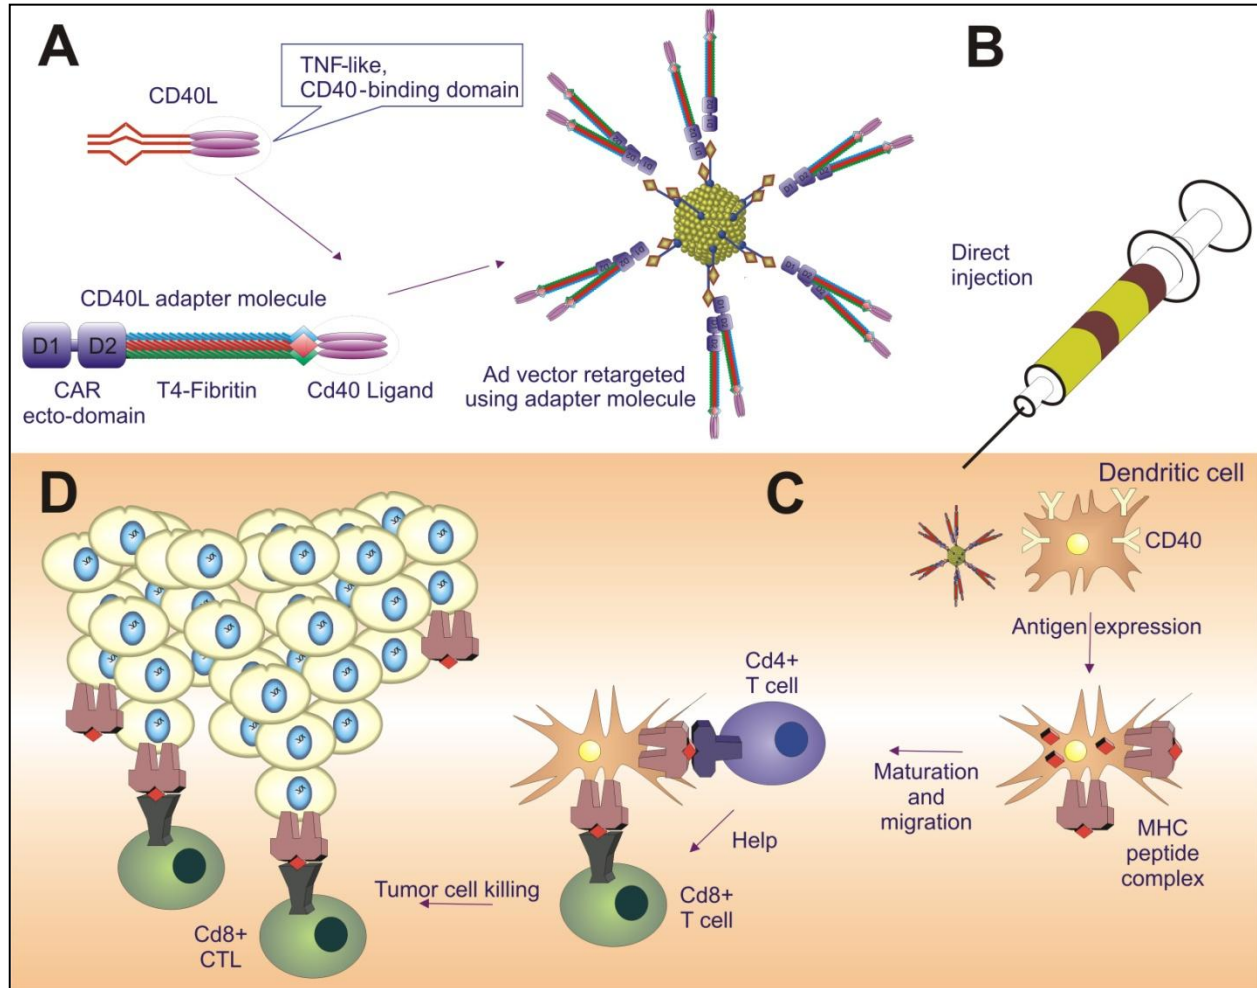 A
CD40L
TNF-like,
CD40-binding domain
CD40L adapter molecule
D1
D2
CAR
ecto-domain
T4-Fibritin
Cd40 Ligand
Ad vector retargeted
using adapter molecule
B
Direct
injection
C
Dendritic cell
CD40
Antigen expression
MHC
peptide
complex
Maturation
and
migration
Cd4+
T cell
Help
Cd8+
T cell
D
Tumor cell killing
Cd8+
CTL